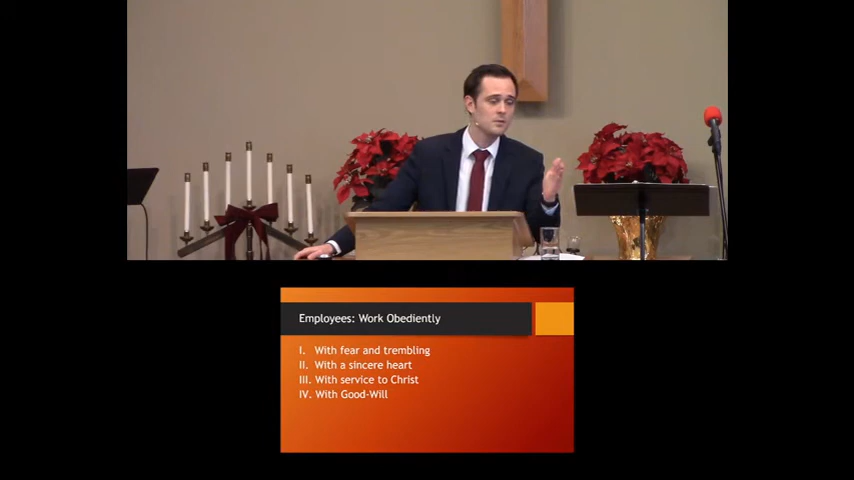 Employees: Work Obediently
I. With fear and trembling
II. With a sincere heart
III. With service to Christ
IV. With Good-Will